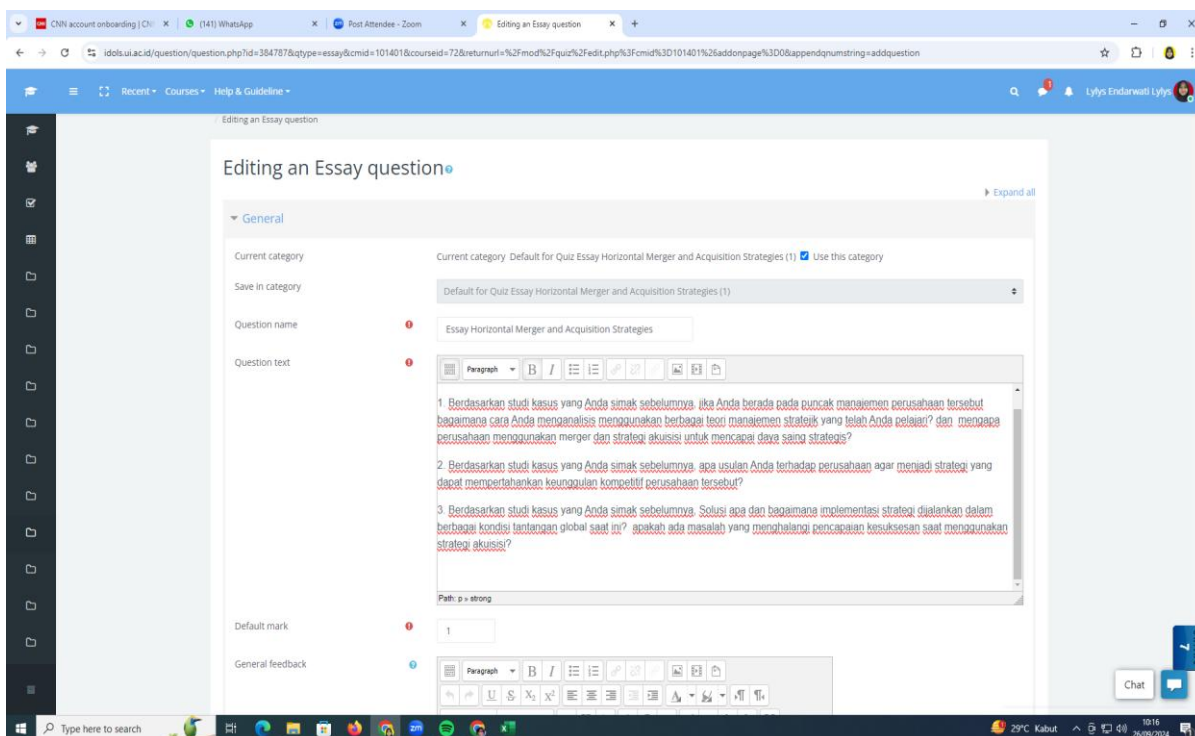 CNN account onboarding | CN
(141) WhatsApp
Post Attendee - Zoom
Editing an Essay question
idols.ui.ac.id/question/question.php?id=384787&qtype=essay&cmid=101401&courseid=72&returnurl=%2Fmod%2Fquiz%2Fedit.php%3Fcmid%3D101401%26addonpage%3D0&appendqnumstring=addquestion
Recent Courses Help & Guideline
Lylys Endarwati Lylys
/ Editing an Essay question
Editing an Essay question
Expand all
General
Current category
Current category Default for Quiz Essay Horizontal Merger and Acquisition Strategies (1) Use this category
Save in category
Default for Quiz Essay Horizontal Merger and Acquisition Strategies (1)
Question name
Essay Horizontal Merger and Acquisition Strategies
Question text
Paragraph B I
1. Berdasarkan studi kasus yang Anda simak sebelumnya, jika Anda berada pada puncak manajemen perusahaan tersebut
bagaimana cara Anda menganalisis menggunakan berbagai teori manajemen stratejik yang telah Anda pelajari? dan mengapa
perusahaan menggunakan merger dan strategi akuisisi untuk mencapai daya saing strategis?
2. Berdasarkan studi kasus yang Anda simak sebelumnya, apa usulan Anda terhadap perusahaan agar menjadi strategi yang
dapat mempertahankan keunggulan kompetitif perusahaan tersebut?
3. Berdasarkan studi kasus yang Anda simak sebelumnya, Solusi apa dan bagaimana implementasi strategi dijalankan dalam
berbagai kondisi tantangan global saat ini? apakah ada masalah yang menghalangi pencapaian kesuksesan saat menggunakan
strategi akuisisi?
Path: p » strong
Default mark
1
General feedback
Paragraph B I
U S X₂ X² A
Chat
Type here to search
29°C Kabut
10:16
26/09/2024